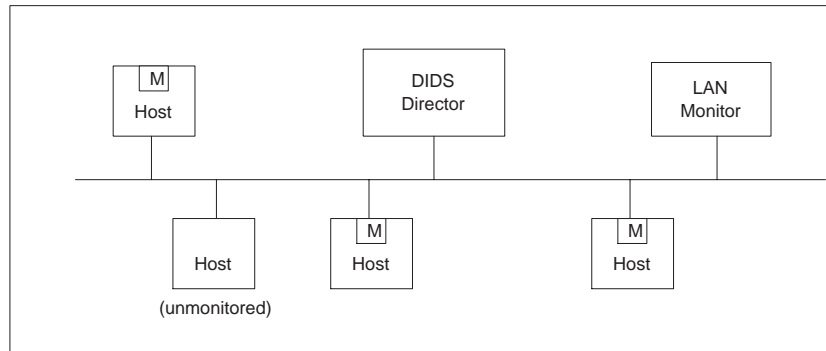 M
Host
DIDS
Director
LAN
Monitor
Host
(unmonitored)
M
Host
M
Host